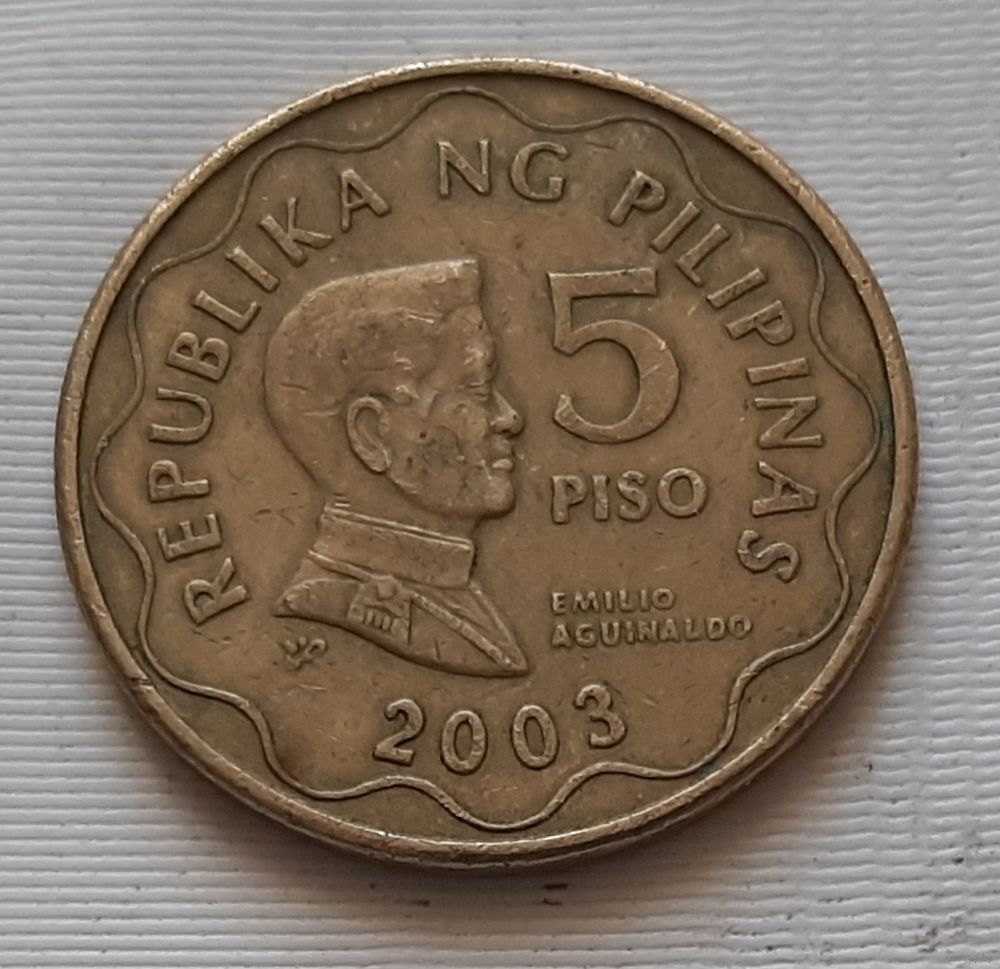 REPUBLIKA NG PILIPINAS
5
PISO
EMILIO
AGUINALDO
2003